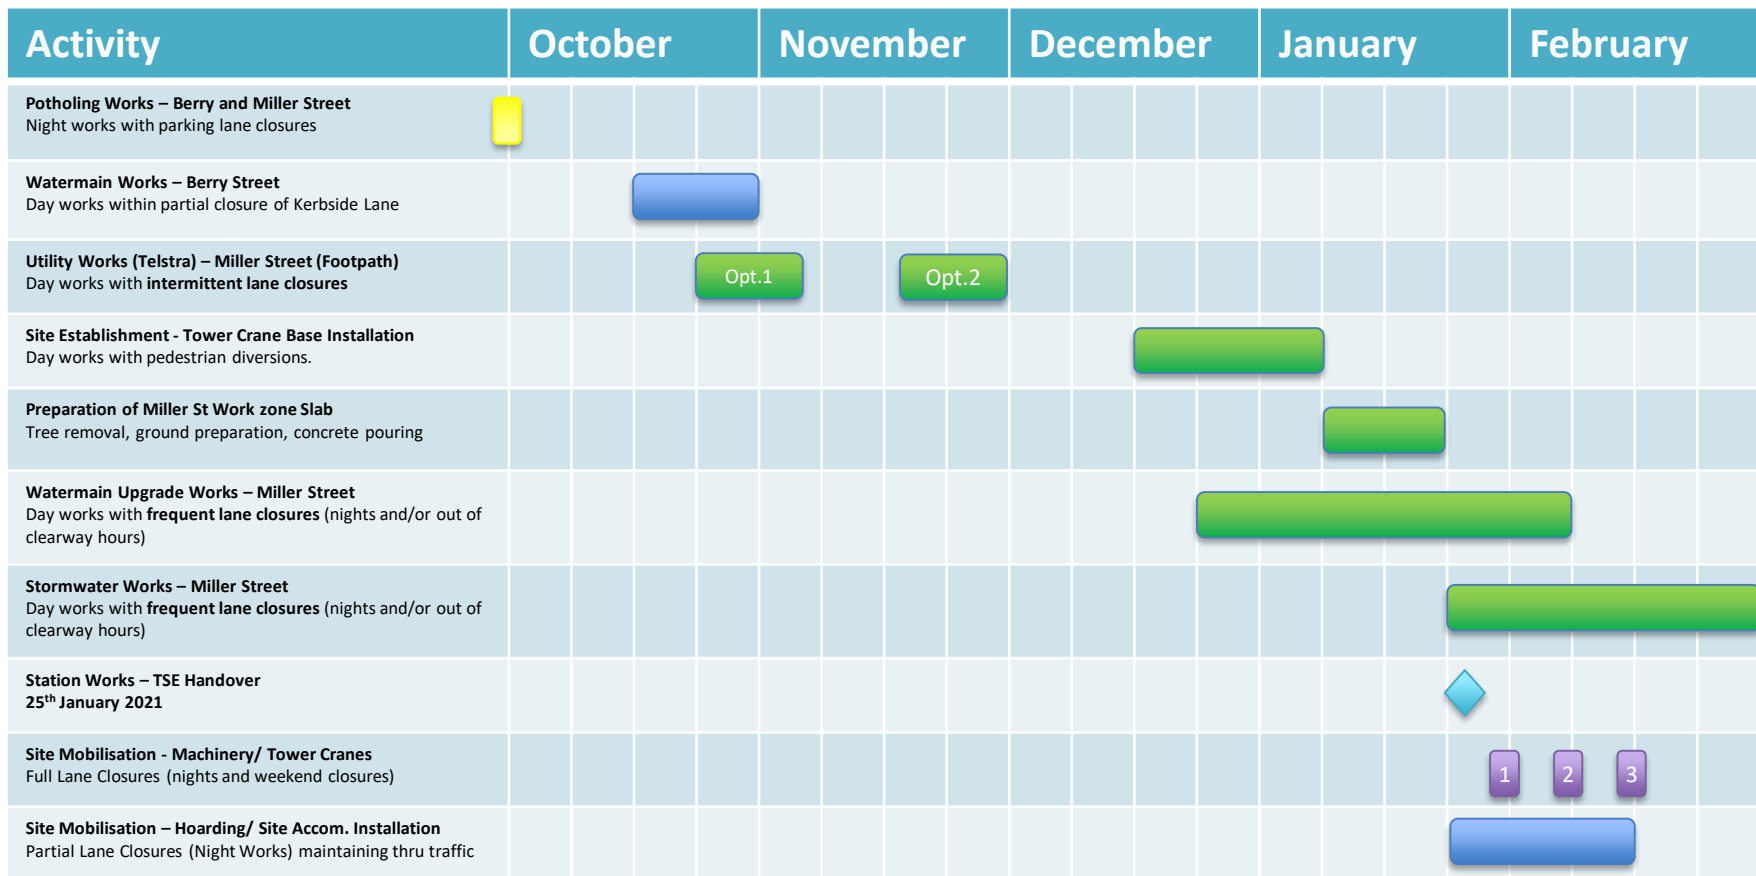 Activity October November December January February
Potholing Works – Berry and Miller Street
Night works with parking lane closures
Watermain Works – Berry Street
Day works within partial closure of Kerbside Lane
Utility Works (Telstra) – Miller Street (Footpath)
Day works with intermittent lane closures
Opt.1 Opt.2
Site Establishment - Tower Crane Base Installation
Day works with pedestrian diversions.
Preparation of Miller St Work zone Slab
Tree removal, ground preparation, concrete pouring
Watermain Upgrade Works – Miller Street
Day works with frequent lane closures (nights and/or out of
clearway hours)
Stormwater Works – Miller Street
Day works with frequent lane closures (nights and/or out of
clearway hours)
Station Works – TSE Handover
25th January 2021
Site Mobilisation - Machinery/ Tower Cranes
Full Lane Closures (nights and weekend closures)
1 2 3
Site Mobilisation – Hoarding/ Site Accom. Installation
Partial Lane Closures (Night Works) maintaining thru traffic